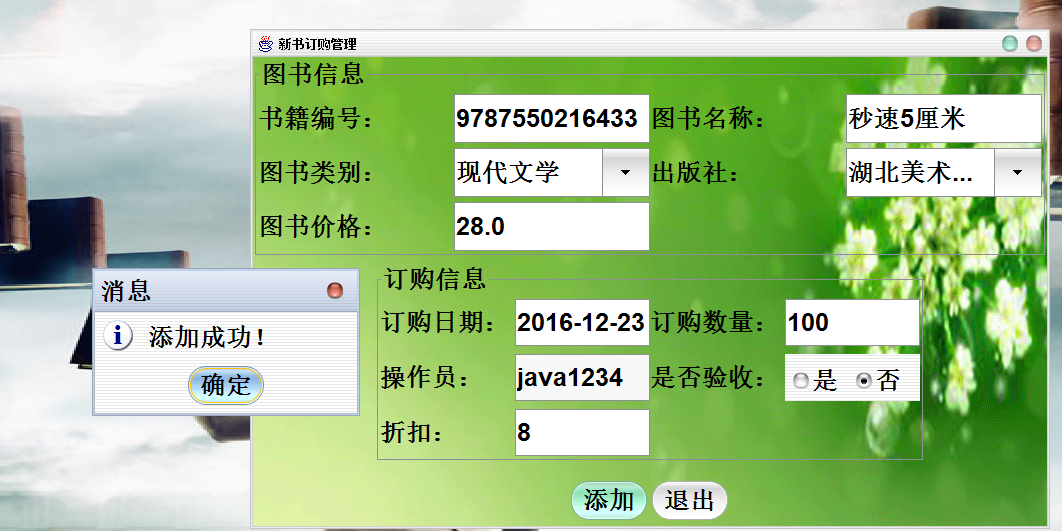 新书订购管理
图书信息
书籍编号： 9787550216433 图书名称： 秒速5厘米
图书类别： 现代文学 出版社： 湖北美术...
图书价格： 28.0
消息
添加成功！
确定
订购信息
订购日期： 2016-12-23 订购数量： 100
操作员： java1234 是否验收： 是 否
折扣： 8
添加 退出